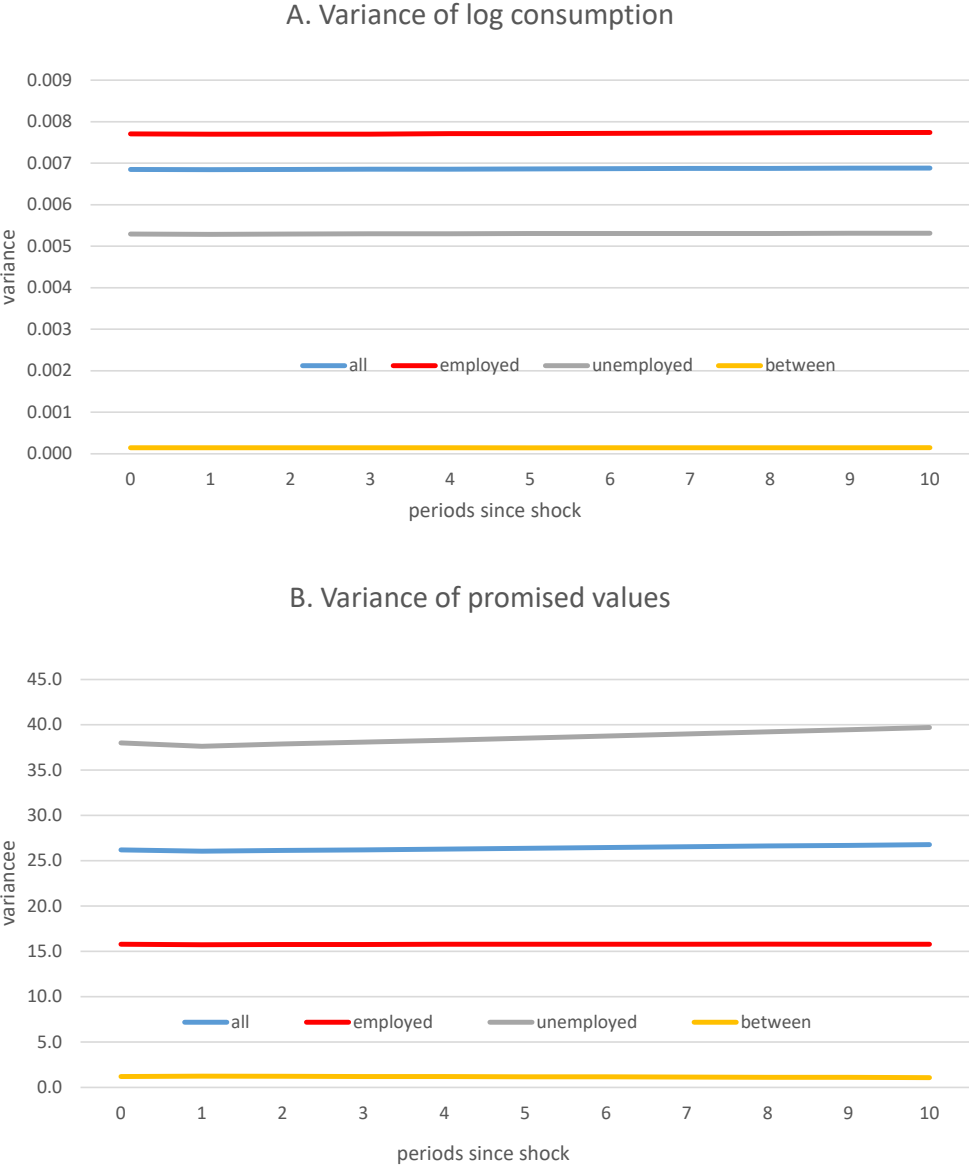 A. Variance of log consumption
0.009
0.008
0.007
0.006
0.005
0.004
0.003
0.002
0.001
0.000
variance
all employed unemployed between
0 1 2 3 4 5 6 7 8 9 10
periods since shock
B. Variance of promised values
45.0
40.0
35.0
30.0
25.0
20.0
15.0
10.0
5.0
0.0
variancee
all employed unemployed between
0 1 2 3 4 5 6 7 8 9 10
periods since shock